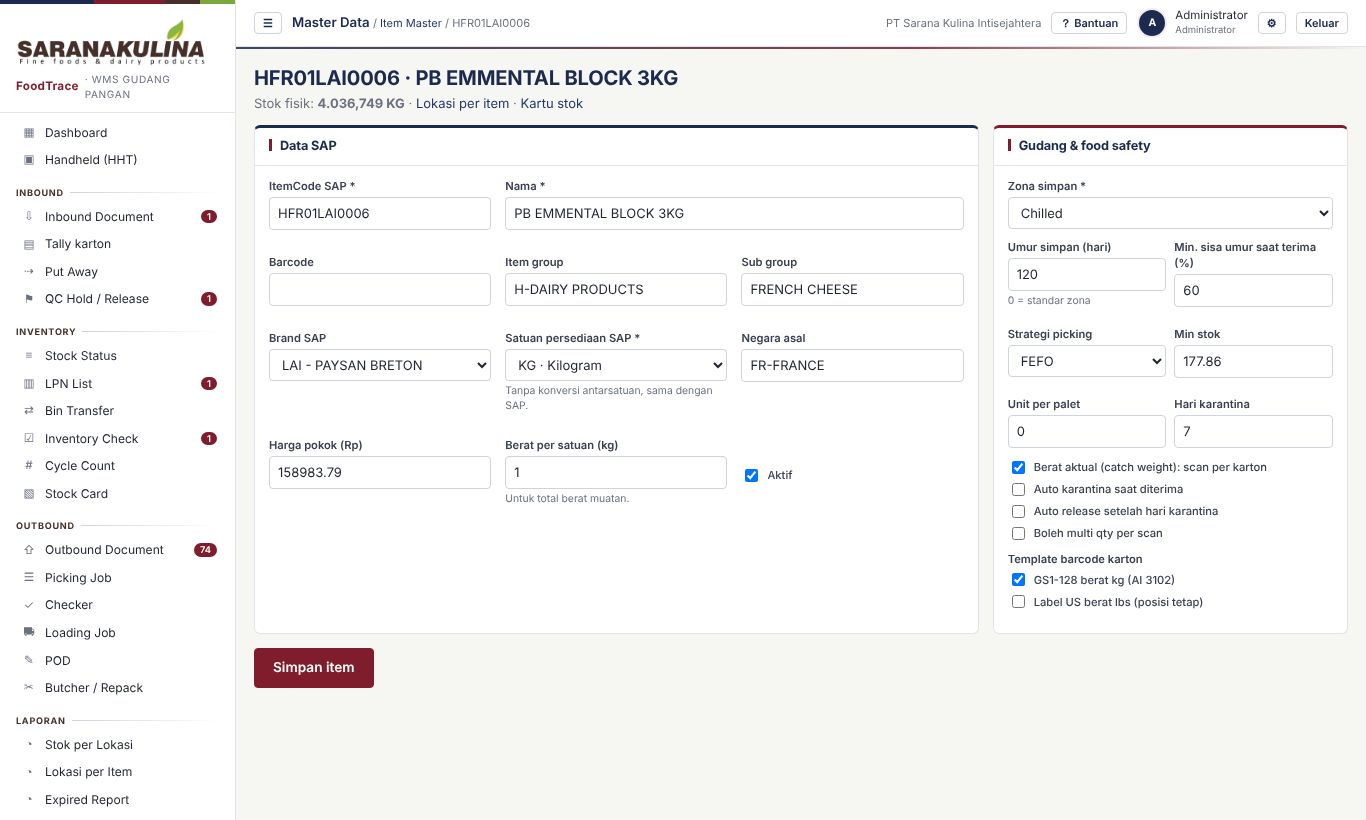 SARANAKULINA
Fine foods & dairy products
FoodTrace · WMS GUDANG PANGAN
Dashboard
Handheld (HHT)
INBOUND
Inbound Document 1
Tally karton
Put Away
QC Hold / Release 1
INVENTORY
Stock Status
LPN List 1
Bin Transfer
Inventory Check 1
Cycle Count
Stock Card
OUTBOUND
Outbound Document 74
Picking Job
Checker
Loading Job
POD
Butcher / Repack
LAPORAN
Stok per Lokasi
Lokasi per Item
Expired Report
Master Data / Item Master / HFR01LAI0006
PT Sarana Kulina Intisejahtera
? Bantuan
A
Administrator
Administrator
Keluar
HFR01LAI0006 · PB EMMENTAL BLOCK 3KG
Stok fisik: 4.036,749 KG · Lokasi per item · Kartu stok
Data SAP
ItemCode SAP *
HFR01LAI0006
Nama *
PB EMMENTAL BLOCK 3KG
Barcode
Item group
H-DAIRY PRODUCTS
Sub group
FRENCH CHEESE
Brand SAP
LAI - PAYSAN BRETON
Satuan persediaan SAP *
KG · Kilogram
Tanpa konversi antarsatuan, sama dengan
SAP.
Negara asal
FR-FRANCE
Harga pokok (Rp)
158983.79
Berat per satuan (kg)
1
Untuk total berat muatan.
Aktif
Gudang & food safety
Zona simpan *
Chilled
Umur simpan (hari)
120
0 = standar zona
Min. sisa umur saat terima
(%)
60
Strategi picking
FEFO
Min stok
177.86
Unit per palet
0
Hari karantina
7
Berat aktual (catch weight): scan per karton
Auto karantina saat diterima
Auto release setelah hari karantina
Boleh multi qty per scan
Template barcode karton
GS1-128 berat kg (AI 3102)
Label US berat lbs (posisi tetap)
Simpan item